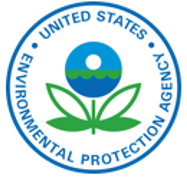 UNITED STATES
ENVIRONMENTAL PROTECTION AGENCY